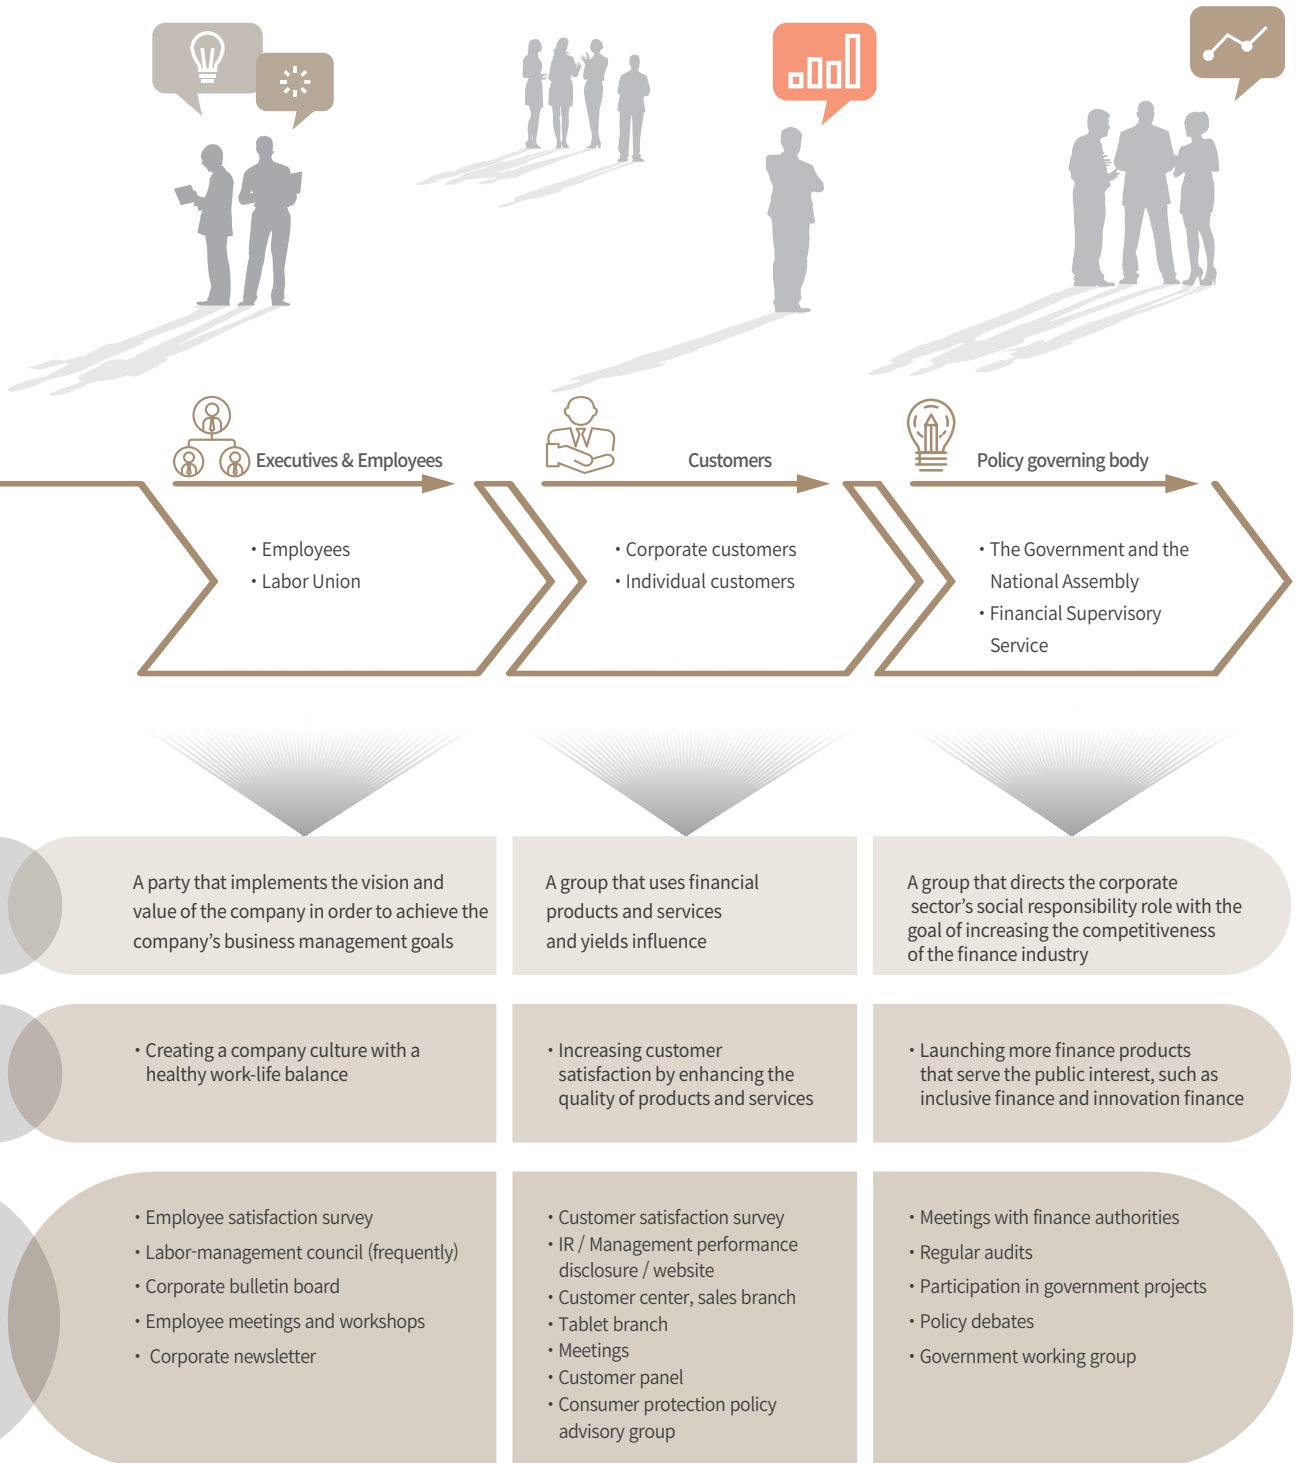 Executives & Employees
Customers
Policy governing body
• Employees
• Labor Union
• Corporate customers
• Individual customers
• The Government and the
National Assembly
• Financial Supervisory
Service
A party that implements the vision and
value of the company in order to achieve the
company’s business management goals
A group that uses financial
products and services
and yields influence
A group that directs the corporate
sector’s social responsibility role with the
goal of increasing the competitiveness
of the finance industry
• Creating a company culture with a
healthy work-life balance
• Increasing customer
satisfaction by enhancing the
quality of products and services
• Launching more finance products
that serve the public interest, such as
inclusive finance and innovation finance
• Employee satisfaction survey
• Labor-management council (frequently)
• Corporate bulletin board
• Employee meetings and workshops
• Corporate newsletter
• Customer satisfaction survey
• IR / Management performance
disclosure / website
• Customer center, sales branch
• Tablet branch
• Meetings
• Customer panel
• Consumer protection policy
advisory group
• Meetings with finance authorities
• Regular audits
• Participation in government projects
• Policy debates
• Government working group